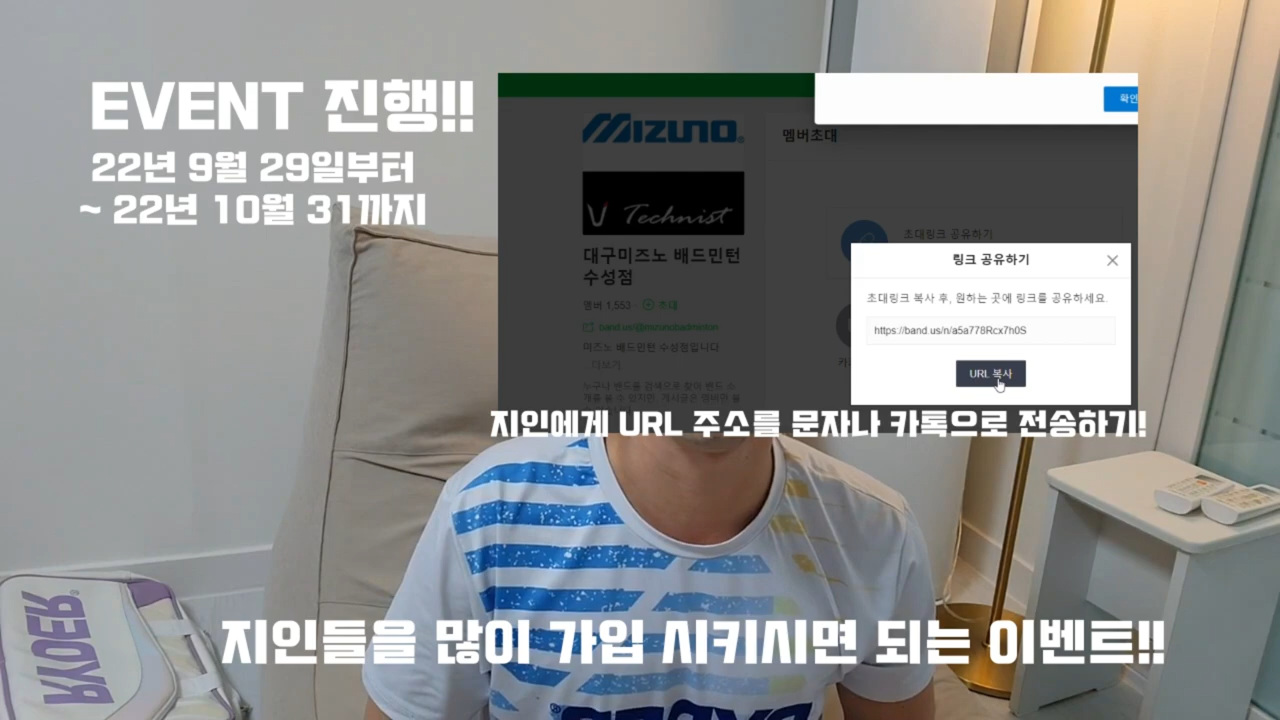 EVENT 진행!!
22년 9월 29일부터
~ 22년 10월 31까지
확인
MIZUNO
멤버초대
Technist
초대링크 공유하기
대구미즈노 배드민턴
수성점
멤버 1,553 · 초대
band.us/@mizunobadminton
미즈노 배드민턴 수성점입니다
...더보기
링크 공유하기
초대링크 복사 후, 원하는 곳에 링크를 공유하세요.
https://band.us/n/a5a778Rcx7h0S
URL 복사
지인에게 URL 주소를 문자나 카톡으로 전송하기!
RYDER
지인들을 많이 가입 시키시면 되는 이벤트!!